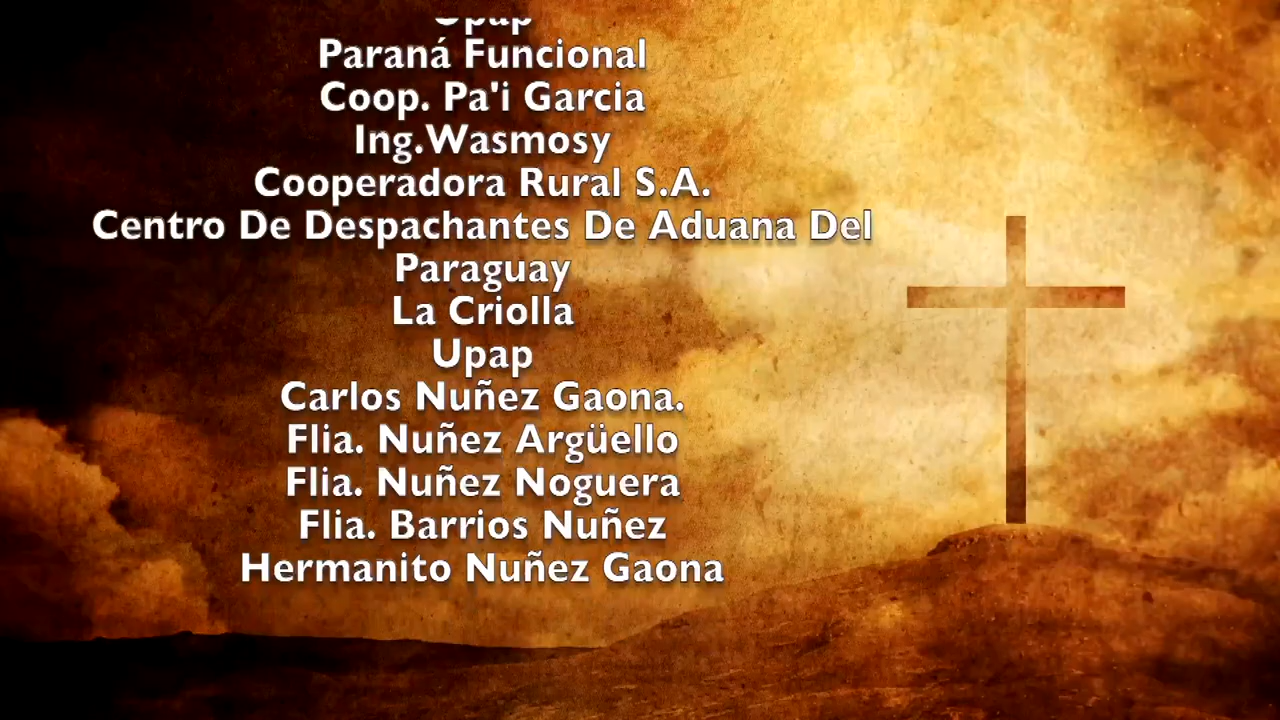 Paraná Funcional
Coop. Pa'i Garcia
Ing.Wasmosy
Cooperadora Rural S.A.
Centro De Despachantes De Aduana Del
Paraguay
La Criolla
Upap
Carlos Nuñez Gaona.
Flia. Nuñez Argüello
Flia. Nuñez Noguera
Flia. Barrios Nuñez
Hermanito Nuñez Gaona